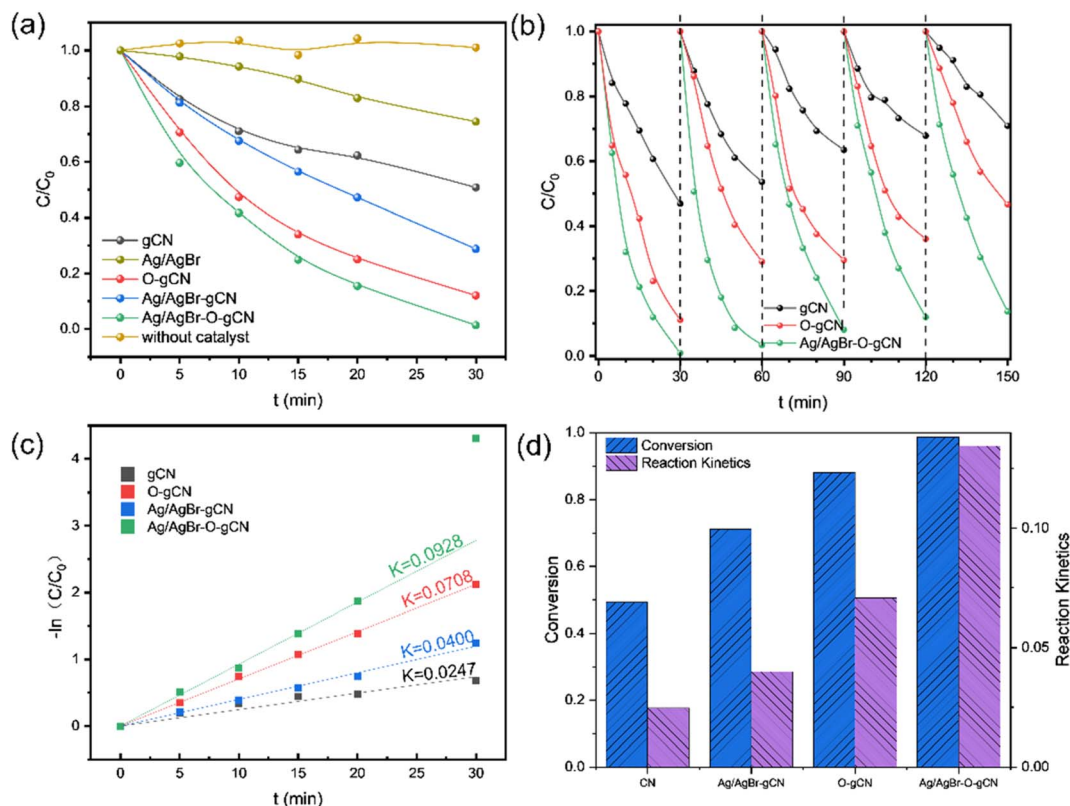 (a)
1.0
0.8
0.6
0.4
0.2
0.0
C/C0
gCN
Ag/AgBr
O-gCN
Ag/AgBr-gCN
Ag/AgBr-O-gCN
without catalyst
0 5 10 15 20 25 30
t (min)
(b)
1.0
0.8
0.6
0.4
0.2
0.0
C/C0
gCN
O-gCN
Ag/AgBr-O-gCN
0 30 60 90 120 150
t (min)
(c)
4
3
2
1
0
-ln (C/C0)
gCN
O-gCN
Ag/AgBr-gCN
Ag/AgBr-O-gCN
K=0.0928
K=0.0708
K=0.0400
K=0.0247
0 5 10 15 20 25 30
t (min)
(d)
1.0
0.8
0.6
0.4
0.2
0.0
Conversion
Conversion
Reaction Kinetics
0.10
0.05
0.00
Reaction Kinetics
CN Ag/AgBr-gCN O-gCN Ag/AgBr-O-gCN